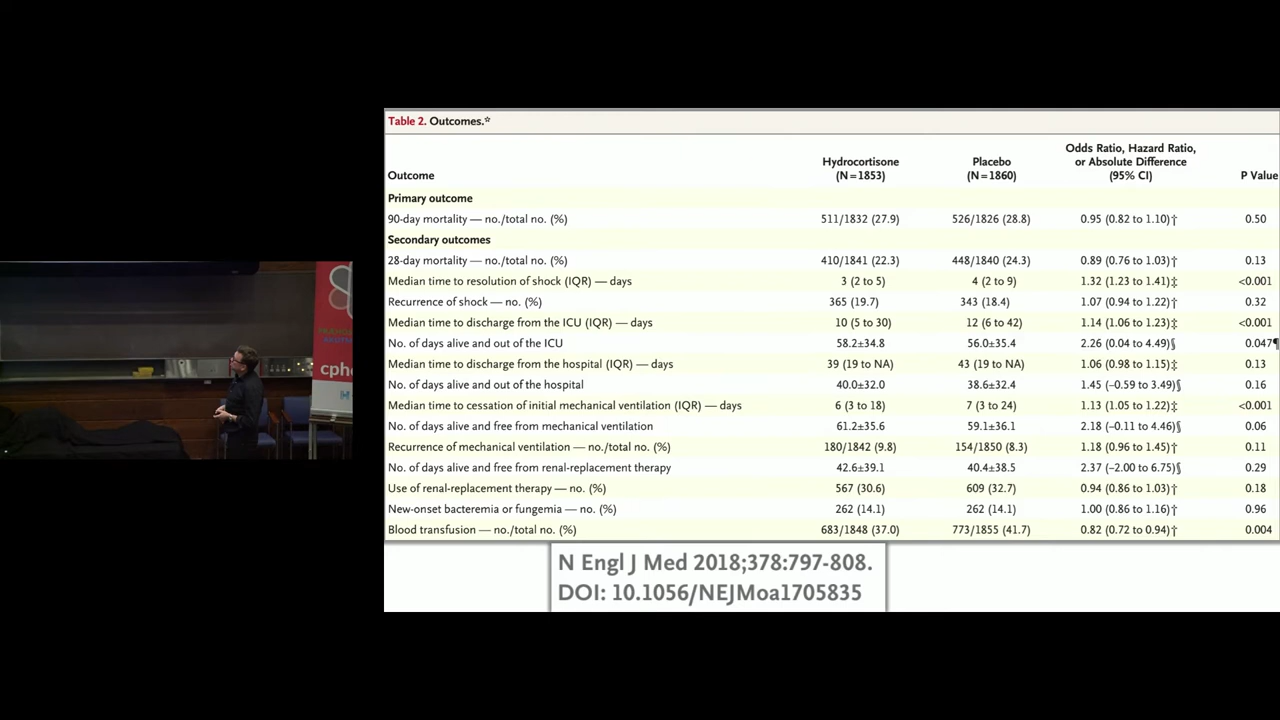 Table 2. Outcomes.*
Outcome Hydrocortisone (N=1853) Placebo (N=1860) Odds Ratio, Hazard Ratio, or Absolute Difference (95% CI) P Value
Primary outcome
90-day mortality — no./total no. (%) 511/1832 (27.9) 526/1826 (28.8) 0.95 (0.82 to 1.10)† 0.50
Secondary outcomes
28-day mortality — no./total no. (%) 410/1841 (22.3) 448/1840 (24.3) 0.89 (0.76 to 1.03)† 0.13
Median time to resolution of shock (IQR) — days 3 (2 to 5) 4 (2 to 9) 1.32 (1.23 to 1.41)‡ <0.001
Recurrence of shock — no. (%) 365 (19.7) 343 (18.4) 1.07 (0.94 to 1.22)† 0.32
Median time to discharge from the ICU (IQR) — days 10 (5 to 30) 12 (6 to 42) 1.14 (1.06 to 1.23)‡ <0.001
No. of days alive and out of the ICU 58.2±34.8 56.0±35.4 2.26 (0.04 to 4.49)§ 0.047¶
Median time to discharge from the hospital (IQR) — days 39 (19 to NA) 43 (19 to NA) 1.06 (0.98 to 1.15)‡ 0.13
No. of days alive and out of the hospital 40.0±32.0 38.6±32.4 1.45 (−0.59 to 3.49)§ 0.16
Median time to cessation of initial mechanical ventilation (IQR) — days 6 (3 to 18) 7 (3 to 24) 1.13 (1.05 to 1.22)‡ <0.001
No. of days alive and free from mechanical ventilation 61.2±35.6 59.1±36.1 2.18 (−0.11 to 4.46)§ 0.06
Recurrence of mechanical ventilation — no./total no. (%) 180/1842 (9.8) 154/1850 (8.3) 1.18 (0.96 to 1.45)† 0.11
No. of days alive and free from renal-replacement therapy 42.6±39.1 40.4±38.5 2.37 (−2.00 to 6.75)§ 0.29
Use of renal-replacement therapy — no. (%) 567 (30.6) 609 (32.7) 0.94 (0.86 to 1.03)† 0.18
New-onset bacteremia or fungemia — no. (%) 262 (14.1) 262 (14.1) 1.00 (0.86 to 1.16)† 0.96
Blood transfusion — no./total no. (%) 683/1848 (37.0) 773/1855 (41.7) 0.82 (0.72 to 0.94)† 0.004
N Engl J Med 2018;378:797-808.
DOI: 10.1056/NEJMoa1705835
cph